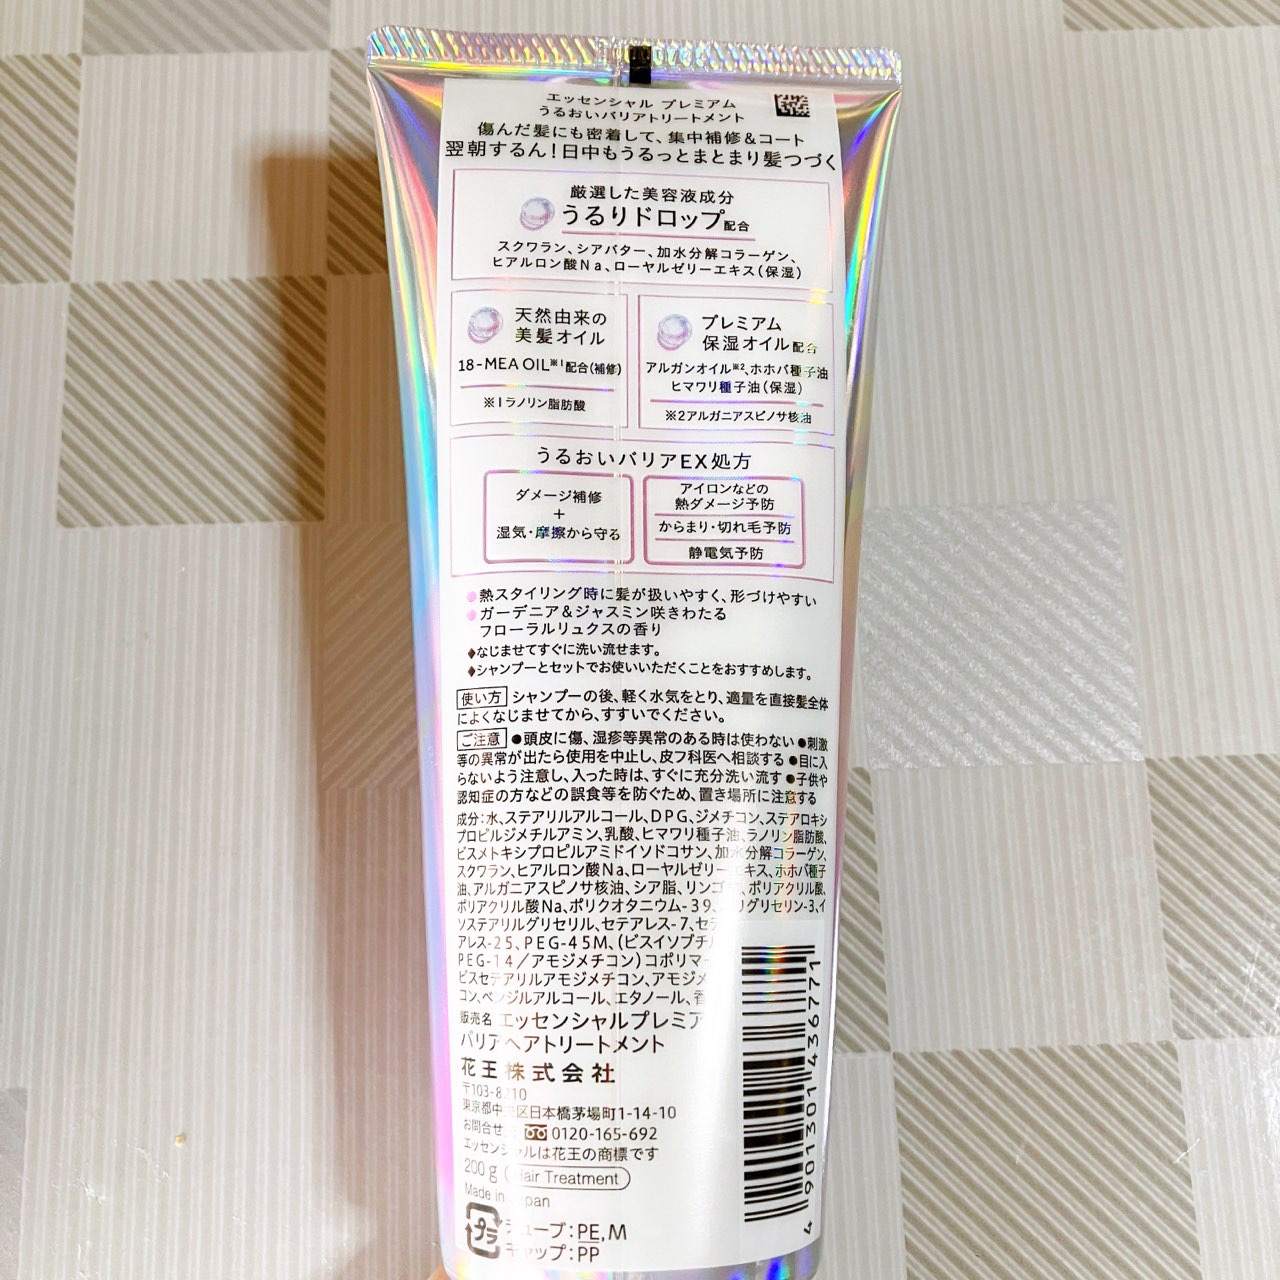 エッセンシャル プレミアム
うるおいバリアトリートメント
傷んだ髪にも密着して、集中補修&コート
翌朝するん!日中もうるっとまとまり髪つづく
厳選した美容液成分
うるりドロップ配合
スクワラン、シアバター、加水分解コラーゲン、
ヒアルロン酸Na、ローヤルゼリーエキス(保湿)
天然由来の
美髪オイル
18-MEA OIL※1配合(補修)
※1ラノリン脂肪酸
プレミアム
保湿オイル配合
アルガンオイル※2、ホホバ種子油
ヒマワリ種子油(保湿)
※2アルガニアスピノサ核油
うるおいバリアEX処方
ダメージ補修
+
湿気・摩擦から守る
アイロンなどの
熱ダメージ予防
からまり・切れ毛予防
静電気予防
●熱スタイリング時に髪が扱いやすく、形づけやすい
●ガーデニア&ジャスミン咲きわたる
フローラルリュクスの香り
♦なじませてすぐに洗い流せます。
♦シャンプーとセットでお使いいただくことをおすすめします。
使い方 シャンプーの後、軽く水気をとり、適量を直接髪全体
によくなじませてから、すすいでください。
ご注意 ●頭皮に傷、湿疹等異常のある時は使わない ●刺激
等の異常が出たら使用を中止し、皮フ科医へ相談する ●目に入
らないよう注意し、入った時は、すぐに充分洗い流す ●子供や
認知症の方などの誤食等を防ぐため、置き場所に注意する
成分:水、ステアリルアルコール、DPG、ジメチコン、ステアロキシ
プロピルジメチルアミン、乳酸、ヒマワリ種子油、ラノリン脂肪酸、
ビスメトキシプロピルアミドイソドコサン、加水分解コラーゲン、
スクワラン、ヒアルロン酸Na、ローヤルゼリーエキス、ホホバ種子
油、アルガニアスピノサ核油、シア脂、リンゴ、ポリアクリル酸、
ポリアクリル酸Na、ポリクオタニウム-39、リグリセリン-3、イ
ソステアリルグリセリル、セテアレス-7、セテ
アレス-25、PEG-45M、(ビスイソブチル
PEG-14/アモジメチコン)コポリマー
ビスセテアリルアモジメチコン、アモジメ
コン、ベンジルアルコール、エタノール、香
販売名 エッセンシャルプレミア
バリアヘアトリートメント
花王株式会社
〒103-8210
東京都中区日本橋茅場町1-14-10
お問合せ 0120-165-692
エッセンシャルは花王の商標です
200g Hair Treatment
Made in Japan
プラ チューブ:PE,M
キャップ:PP
4 901301 436771